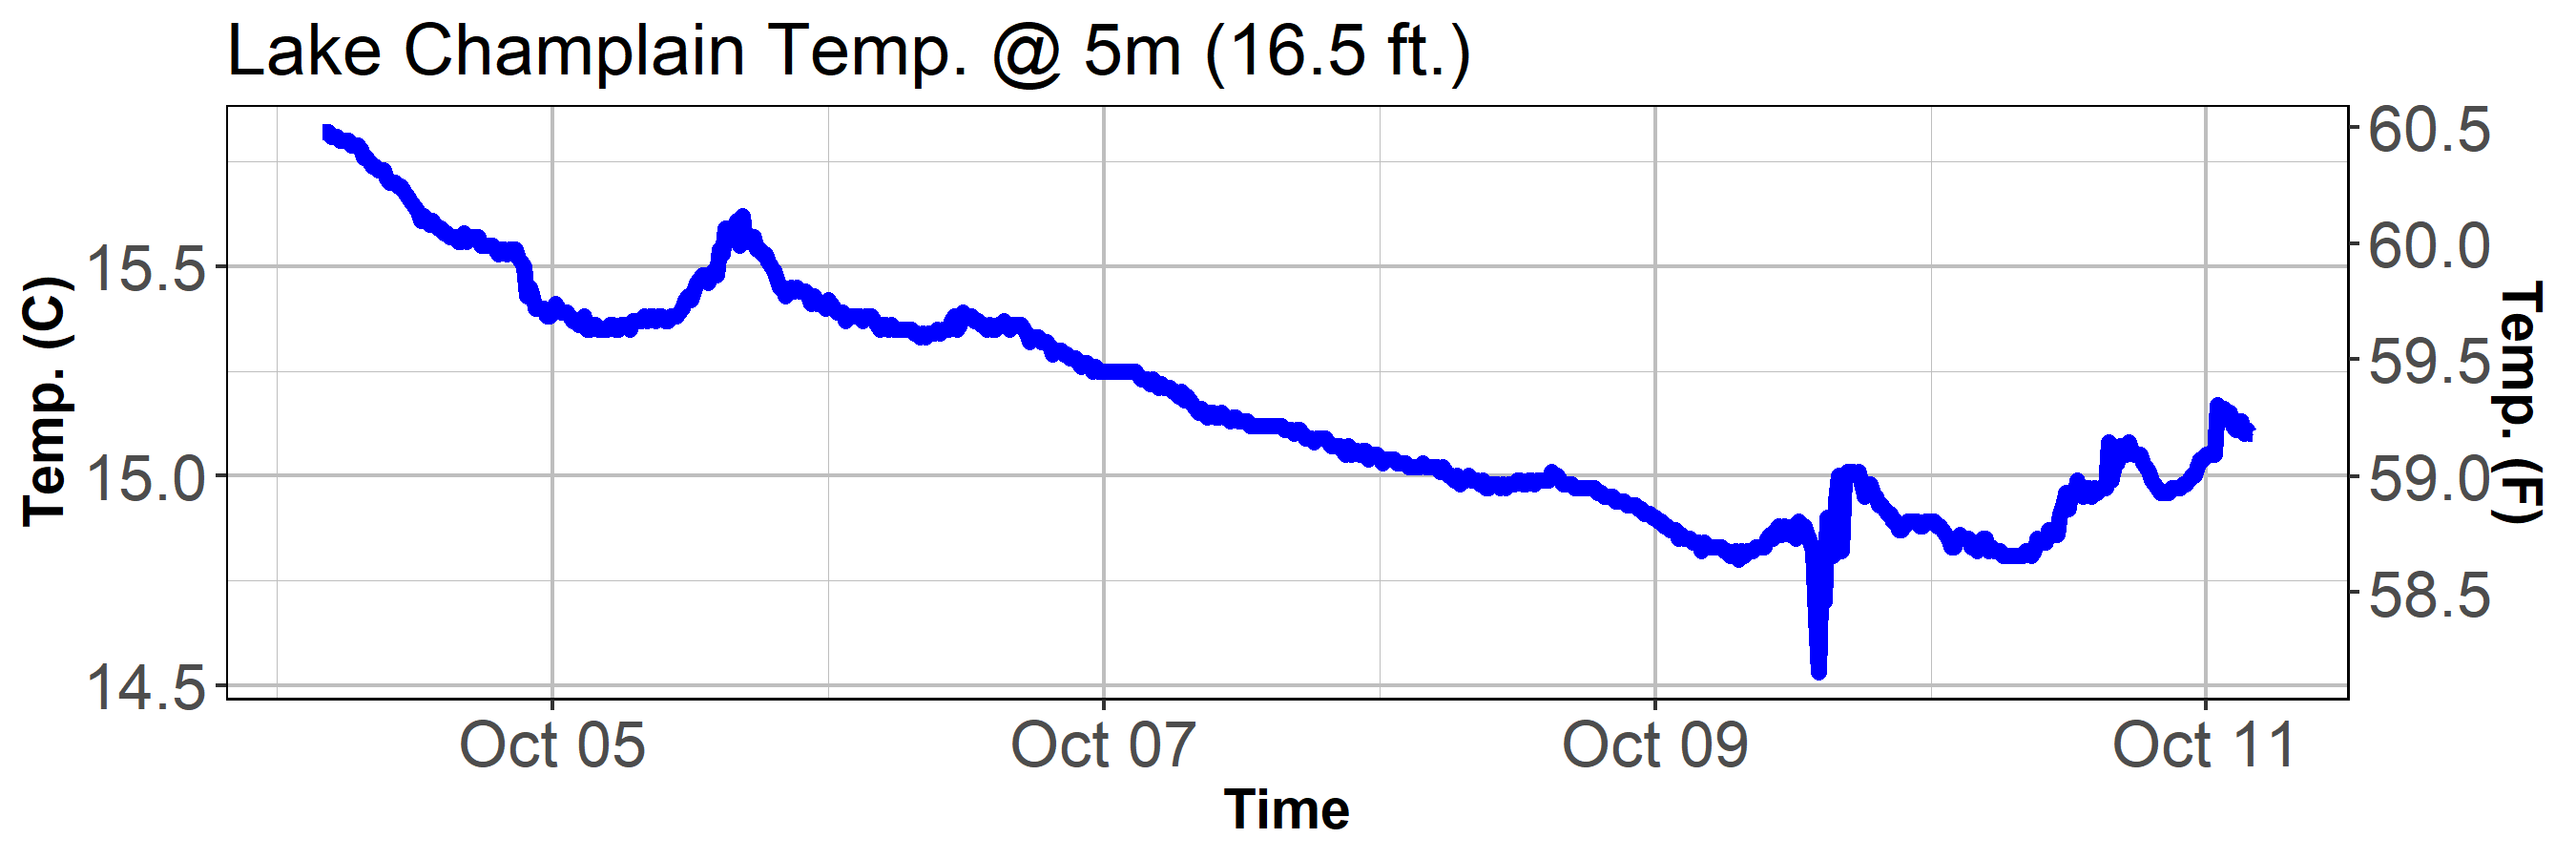 Lake Champlain Temp. @ 5m (16.5 ft.)
Temp. (C)
15.5
15.0
14.5
60.5
60.0
59.5
59.0
58.5
Temp. (F)
Oct 05
Oct 07
Oct 09
Oct 11
Time